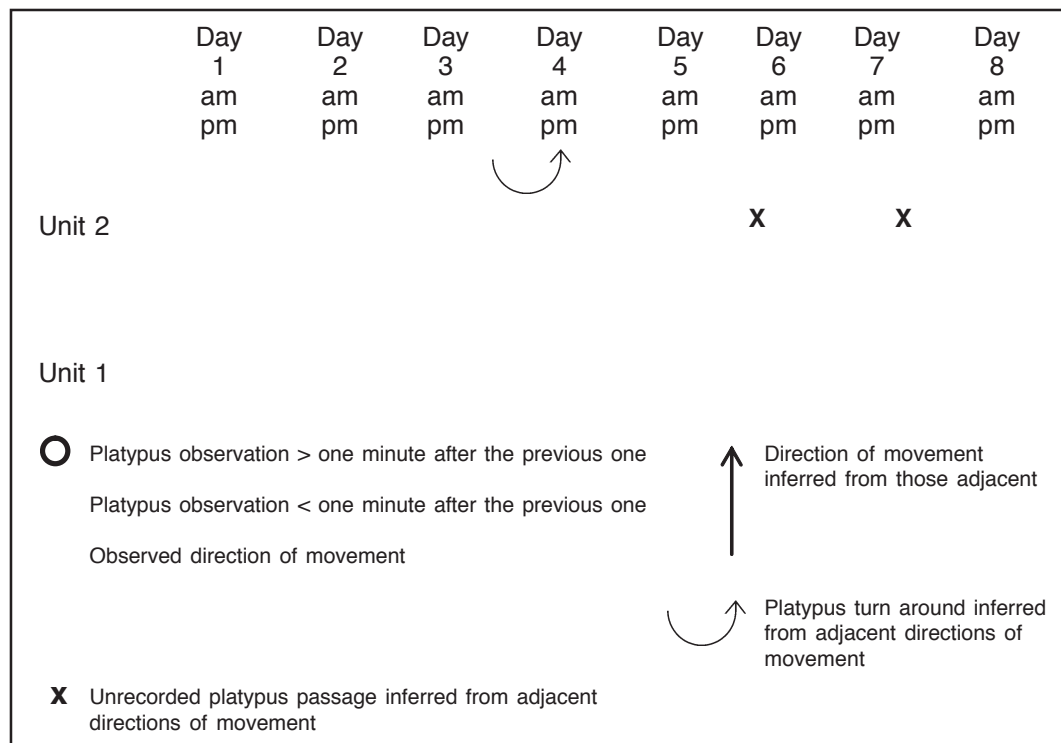 Day Day Day Day Day Day Day Day
1 2 3 4 5 6 7 8
am am am am am am am am
pm pm pm pm pm pm pm pm
Unit 2 X X
Unit 1
Platypus observation > one minute after the previous one
Platypus observation < one minute after the previous one
Observed direction of movement
Direction of movement
inferred from those adjacent
Platypus turn around inferred
from adjacent directions of
movement
X Unrecorded platypus passage inferred from adjacent
directions of movement